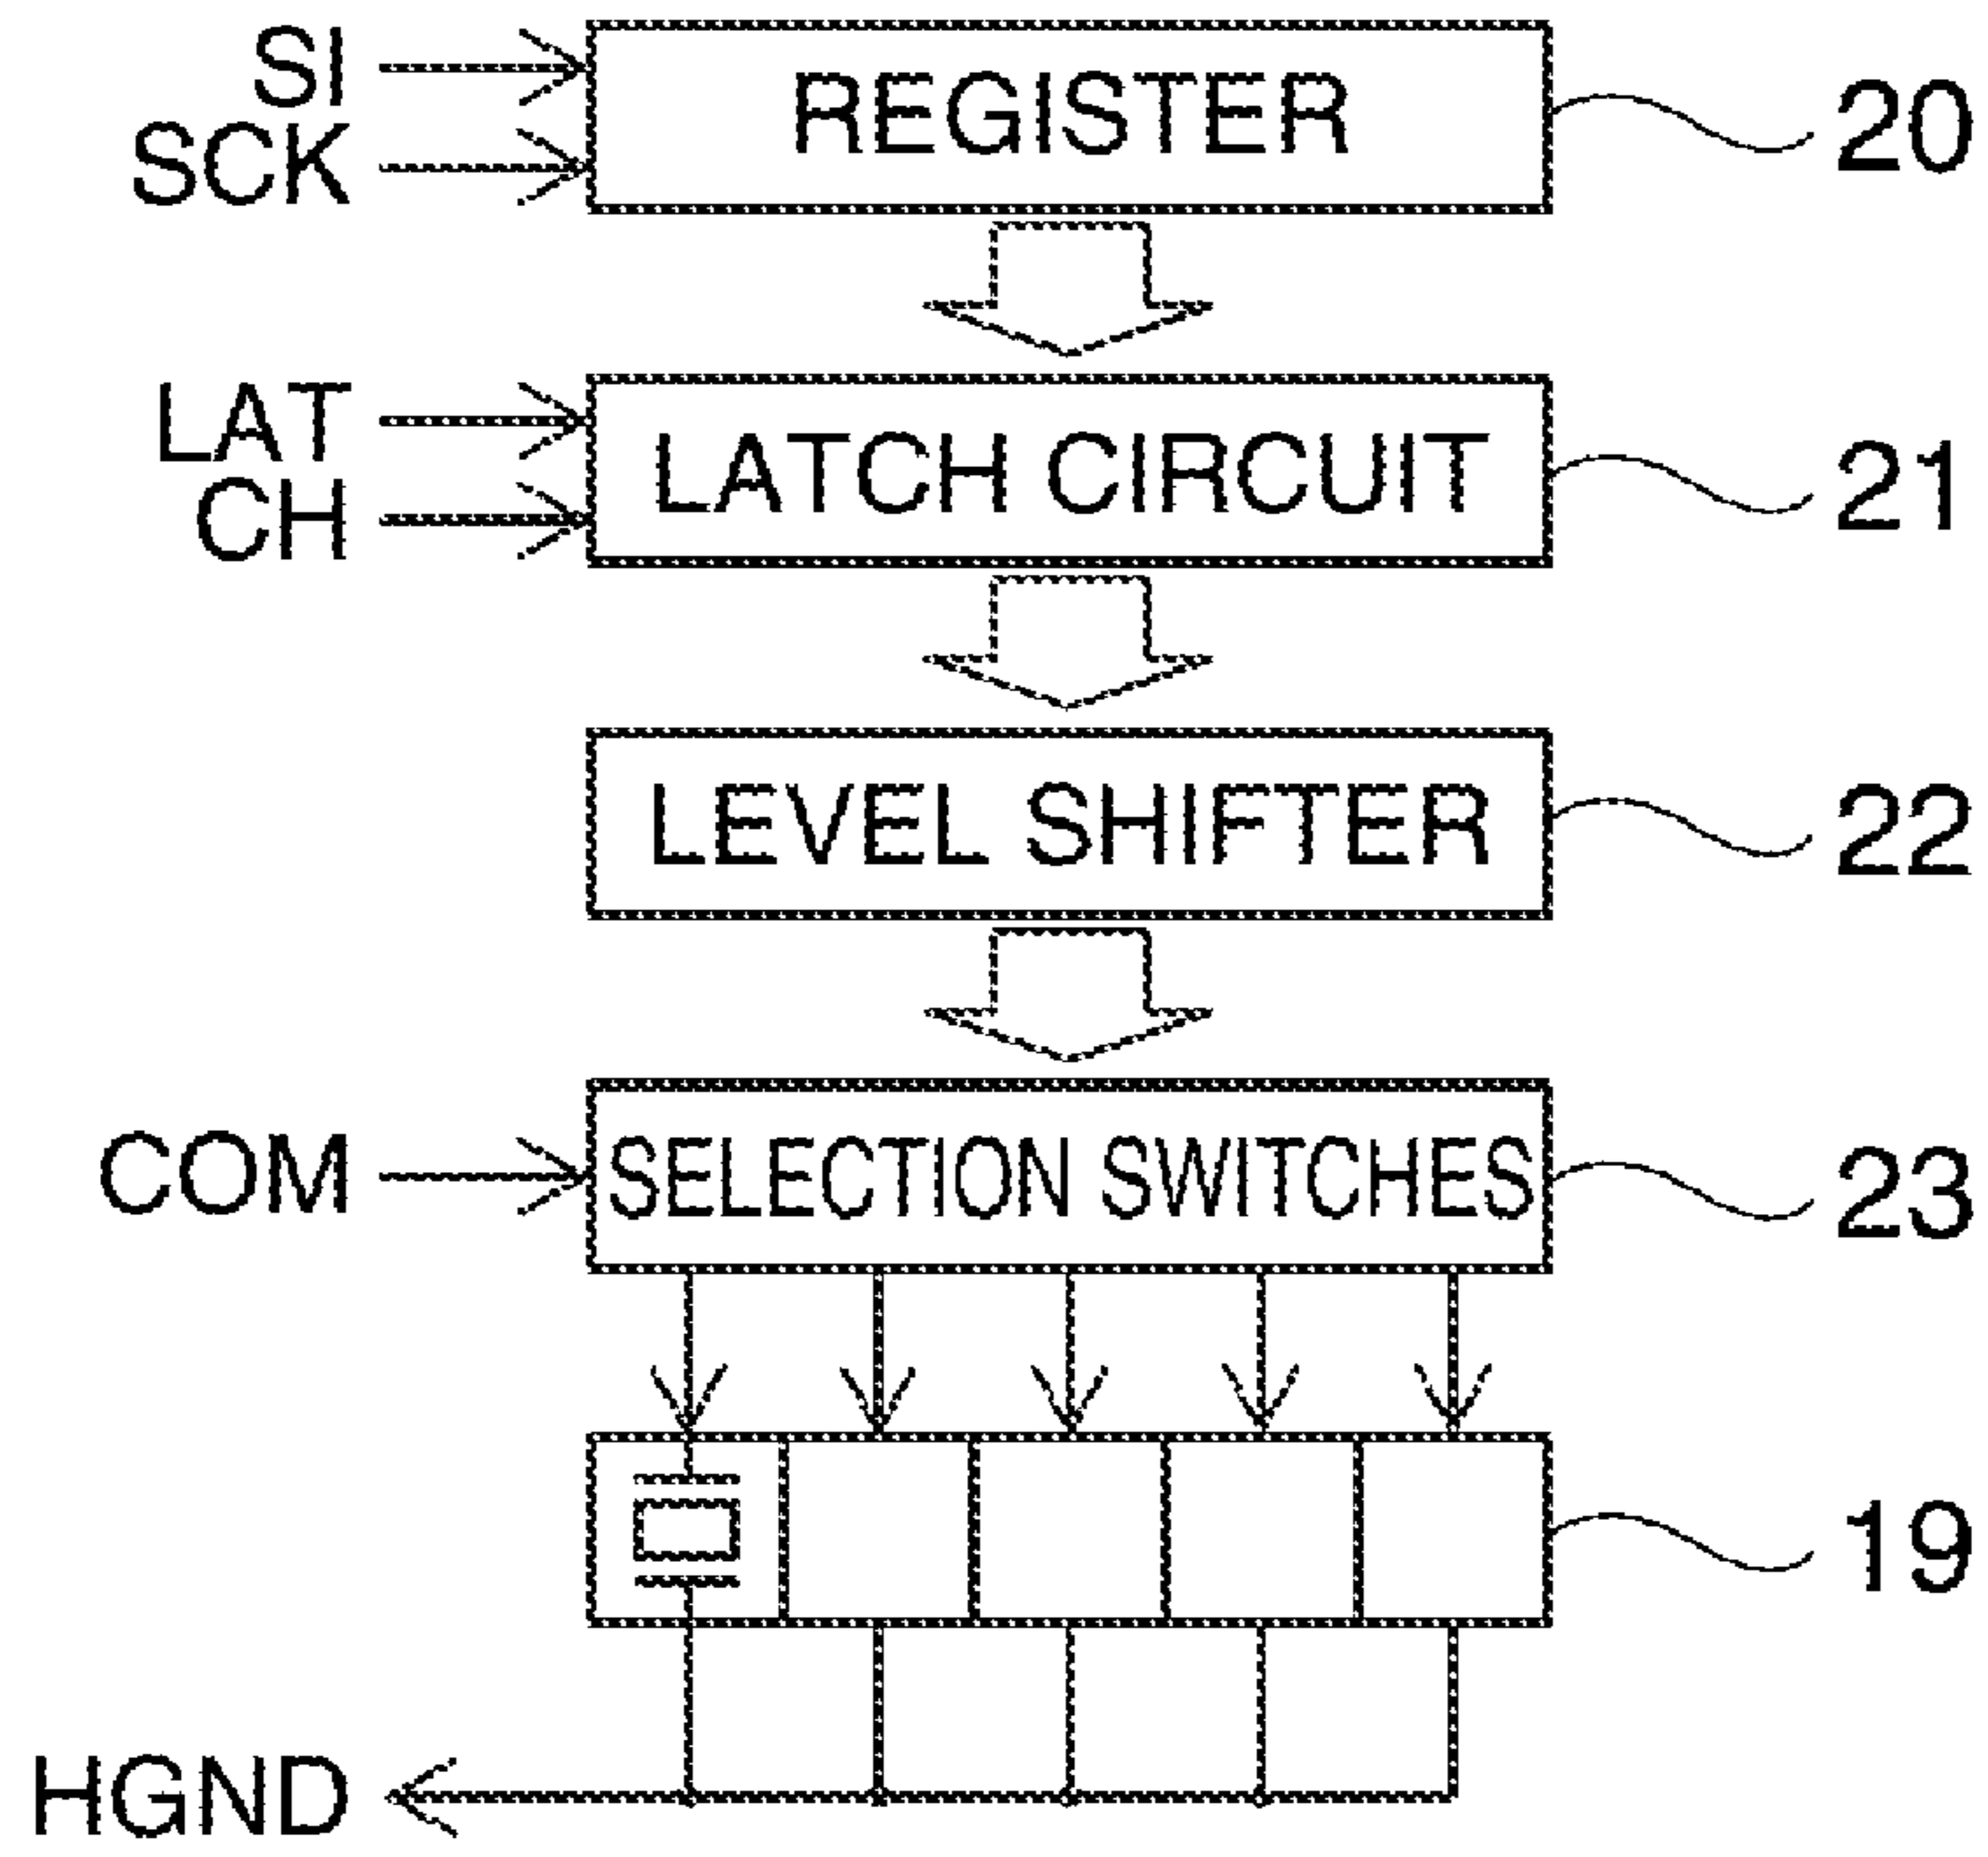 SI
SCK
REGISTER
20
LAT
CH
LATCH CIRCUIT
21
LEVEL SHIFTER
22
COM
SELECTION SWITCHES
23
19
HGND